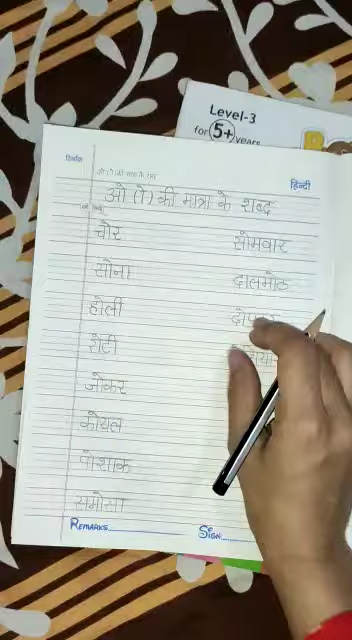 Level-3
for 5+ years
दिनाँक
हिन्दी
ओ (ो) की मात्रा के शब्द
चोर
सोमवार
सोना
दालमोठ
होली
रोटी
जोकर
कोयल
पोशाक
समोसा
REMARKS
SIGN